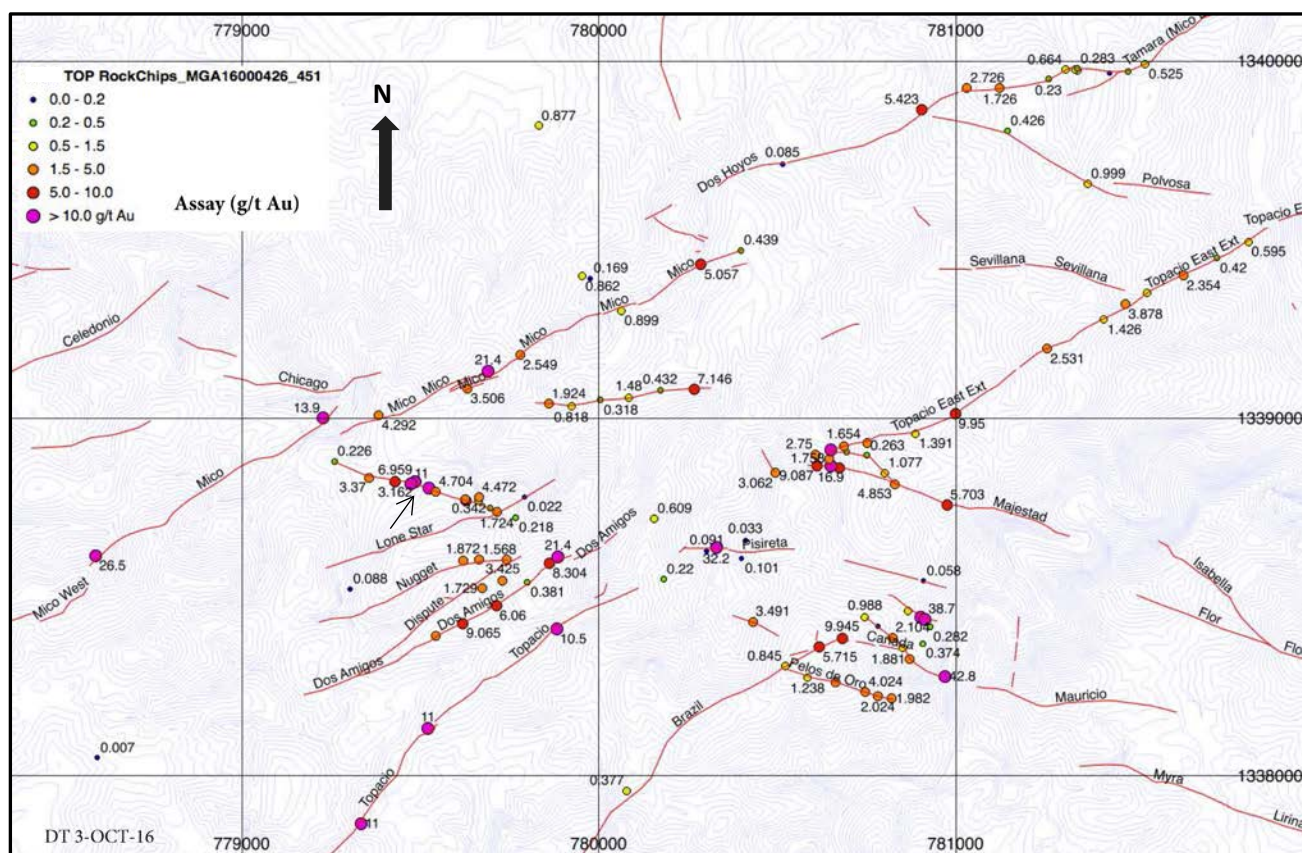 779000
780000
781000
TOP RockChips_MGA16000426_451
0.0 - 0.2
0.2 - 0.5
0.5 - 1.5
1.5 - 5.0
5.0 - 10.0
> 10.0 g/t Au
Assay (g/t Au)
N
1340000
1339000
1338000
0.664
0.283
Tamara (Mico
0.525
2.726
1.726
0.23
5.423
0.426
0.877
0.085
Dos Hoyos
0.999
Polvosa
Topacio E
0.595
0.439
5.057
Mico
Sevillana
Sevillana
Topacio East Ext
0.42
2.354
0.169
0.862
Mico
0.899
3.878
1.426
Celedonio
Mico
2.549
2.531
21.4
Mico
3.506
Chicago
Mico
Mico
4.292
13.9
1.924
0.818
1.48
0.318
0.432
7.146
Topacio East Ext
9.95
1.391
1.654
0.263
2.75
1.758
1.077
9.087
16.9
3.062
4.853
5.703
Majestad
0.226
3.37
6.959
3.162
11
4.704
4.472
0.342
1.724
0.022
0.218
Mico
Lone Star
Dos Amigos
0.609
0.033
0.091
32.2
Pisireta
0.101
26.5
Mico West
1.872
1.568
21.4
8.304
3.425
Nugget
1.729
0.381
0.088
Dispute
Dos Amigos
6.06
9.065
0.22
0.058
Isabella
Flor
Flo
Topacio
10.5
Dos Amigos
3.491
0.988
38.7
2.104
0.282
0.374
9.945
Canada
5.715
1.881
0.845
Pelos de Oro
42.8
1.238
4.024
2.024
1.982
Brazil
Mauricio
11
0.007
0.377
Topacio
Myra
Lirina
11
DT 3-OCT-16
779000
780000
781000